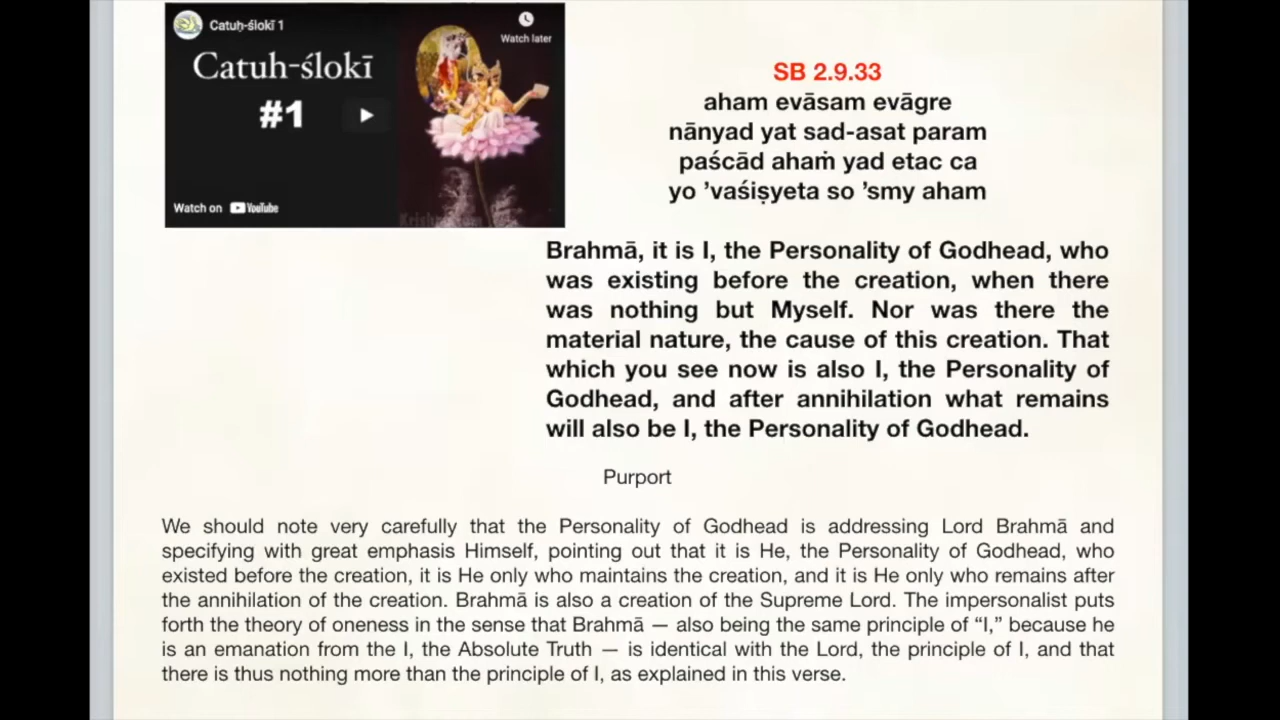 Catuḥ-ślokī 1
Watch later
Catuh-ślokī
#1
Watch on YouTube
SB 2.9.33
aham evāsam evāgre
nānyad yat sad-asat param
paścād ahaṁ yad etac ca
yo ’vaśiṣyeta so ’smy aham
Brahmā, it is I, the Personality of Godhead, who
was existing before the creation, when there
was nothing but Myself. Nor was there the
material nature, the cause of this creation. That
which you see now is also I, the Personality of
Godhead, and after annihilation what remains
will also be I, the Personality of Godhead.
Purport
We should note very carefully that the Personality of Godhead is addressing Lord Brahmā and
specifying with great emphasis Himself, pointing out that it is He, the Personality of Godhead, who
existed before the creation, it is He only who maintains the creation, and it is He only who remains after
the annihilation of the creation. Brahmā is also a creation of the Supreme Lord. The impersonalist puts
forth the theory of oneness in the sense that Brahmā — also being the same principle of “I,” because he
is an emanation from the I, the Absolute Truth — is identical with the Lord, the principle of I, and that
there is thus nothing more than the principle of I, as explained in this verse.